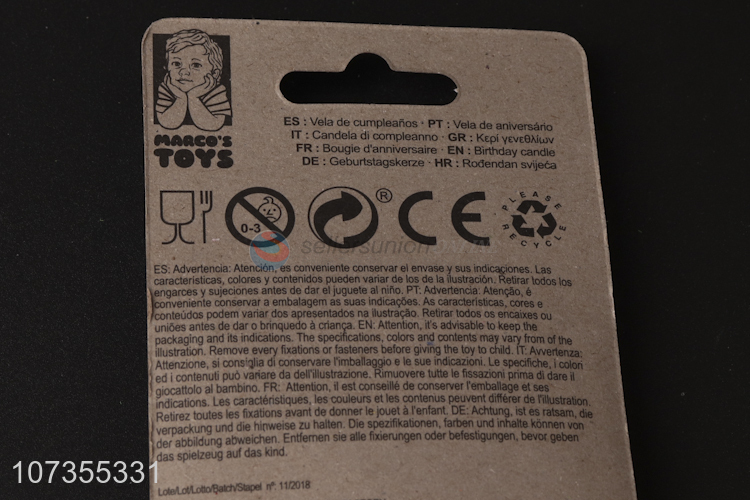 MARCO'S
TOYS
ES : Vela de cumpleaños · PT : Vela de aniversário
IT : Candela di compleanno · GR : Κερί γενεθλίων
FR : Bougie d'anniversaire · EN : Birthday candle
DE : Geburtstagskerze · HR : Rođendan svijeća
0-3
®
CE
PLEASE
RECYCLE
sellersunion
ES: Advertencia: Atención, es conveniente conservar el envase y sus indicaciones. Las
características, colores y contenidos pueden variar de los de la ilustración. Retirar todos los
engarces y sujeciones antes de dar el juguete al niño. PT: Advertencia: Atenção, é
conveniente conservar a embalagem as suas indicações. As características, cores e
conteúdos podem variar dos apresentados na ilustração. Retirar todos os encaixes ou
uniões antes de dar o brinquedo à criança. EN: Attention, it's advisable to keep the
packaging and its indications. The specifications, colors and contents may vary from of the
illustration. Remove every fixations or fasteners before giving the toy to child. IT: Avvertenza:
Attenzione, si consiglia di conservare l'imballaggio e le sue indicazioni. Le specifiche, i colori
ed i contenuti può variare da dell'illustrazione. Rimuovere tutte le fissazioni prima di dare il
giocattolo al bambino. FR: Attention, il est conseillé de conserver l'emballage et ses
indications. Les caractéristiques, les couleurs et les contenus peuvent différer de l'illustration.
Retirez toutes les fixations avant de donner le jouet à l'enfant. DE: Achtung, ist es ratsam, die
verpackung und die hinweise zu halten. Die spezifikationen, farben und inhalte können von
der abbildung abweichen. Entfernen sie alle fixierungen oder befestigungen, bevor geben
das spielzeug auf das kind.
Lote/Lot/Lotto/Batch/Stapel nº: 11/2018
107355331